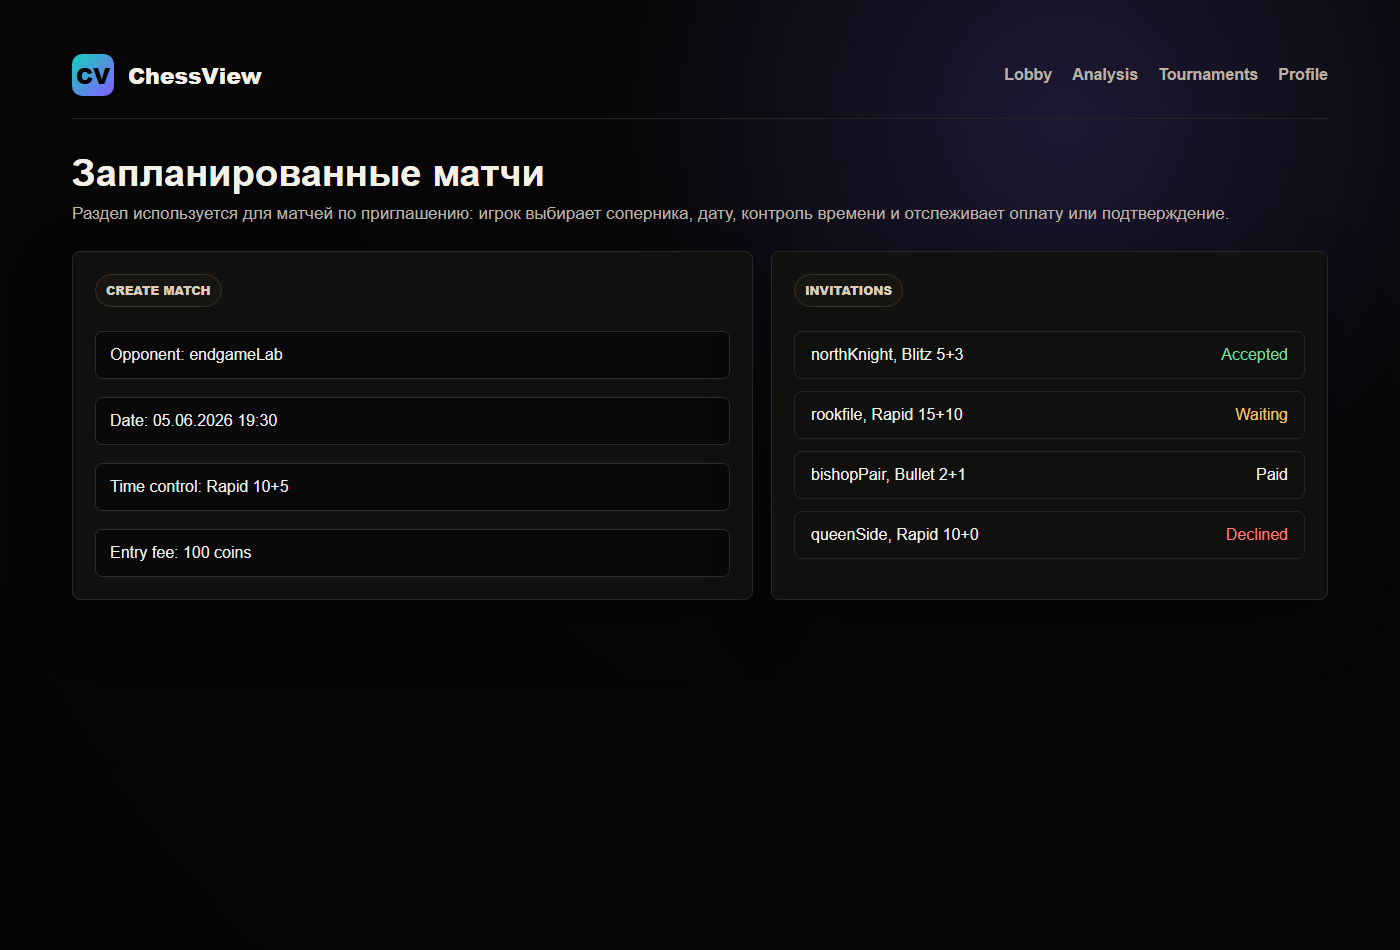 CV ChessView Lobby Analysis Tournaments Profile
Запланированные матчи
Раздел используется для матчей по приглашению: игрок выбирает соперника, дату, контроль времени и отслеживает оплату или подтверждение.
CREATE MATCH
Opponent: endgameLab
Date: 05.06.2026 19:30
Time control: Rapid 10+5
Entry fee: 100 coins
INVITATIONS
northKnight, Blitz 5+3 Accepted
rookfile, Rapid 15+10 Waiting
bishopPair, Bullet 2+1 Paid
queenSide, Rapid 10+0 Declined